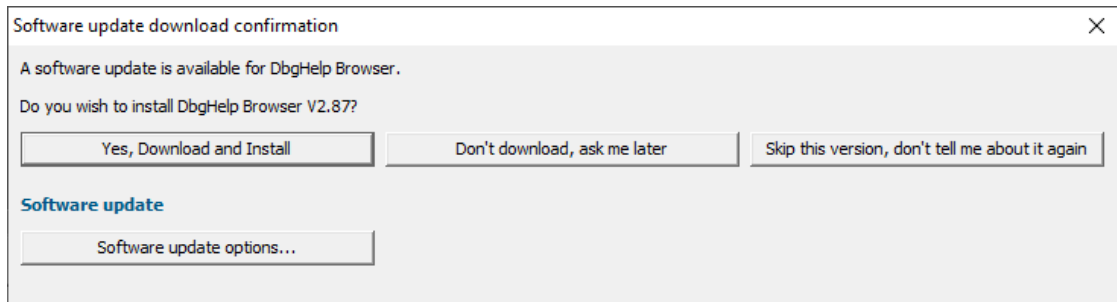 Software update download confirmation
A software update is available for DbgHelp Browser.
Do you wish to install DbgHelp Browser V2.87?
Yes, Download and Install
Don't download, ask me later
Skip this version, don't tell me about it again
Software update
Software update options...